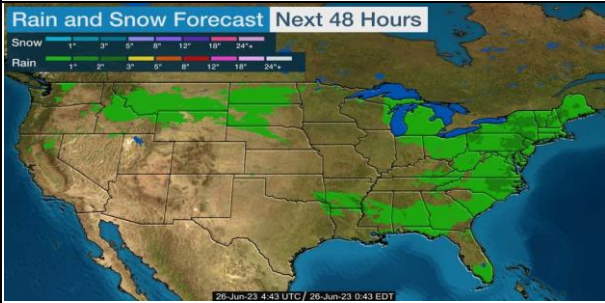 Rain and Snow Forecast Next 48 Hours
Snow 1" 3" 5" 8" 12" 18" 24"+
Rain 1" 2" 3" 5" 8" 12" 18" 24"+
26-Jun-23 4:43 UTC / 26-Jun-23 0:43 EDT